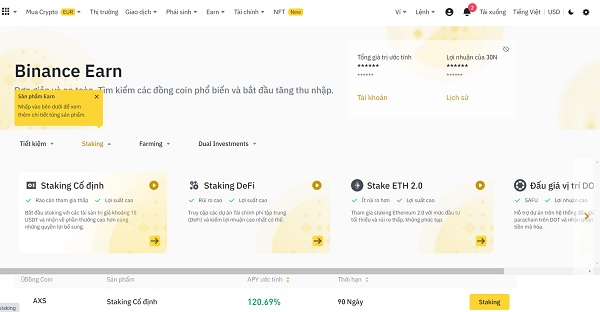 Mua Crypto EUR Thị trường Giao dịch Phái sinh Earn Tài chính NFT New Ví Lệnh 2 Tải xuống Tiếng Việt USD
Binance Earn
Tổng giá trị ước tính Lợi nhuận của 30N
****** ******
****** ******
Tài khoản Lịch sử
Tìm kiếm các đồng coin phổ biến và bắt đầu tăng thu nhập.
Sản phẩm Earn
Nhấp vào bên dưới để xem
thêm chi tiết từng sản phẩm.
Tiết kiệm Staking Farming Dual Investments
Staking Cố định
Rào cản tham gia thấp Lợi suất cao
Bắt đầu staking với các tài sản trị giá khoảng 10
USDT và nhận về phần thưởng cao hơn cùng
những quyền lợi bổ sung.
Staking DeFi
Rủi ro cao Lợi suất cao
Truy cập các dự án Tài chính phi tập trung
(DeFi) và kiếm lợi nhuận cao nhất có thể.
Stake ETH 2.0
Ít rủi ro hơn Lợi suất cao
Tham gia staking Ethereum 2.0 với mức đầu tư
tối thiểu và rủi ro thấp, không phức tạp.
Đấu giá vị trí DO
SAFU Lợi nhuận cao
Hỗ trợ dự án trên hệ thống
parachain trên DOT và nhận
tiền mã hóa.
Đồng Coin Sản phẩm APY ước tính Thời hạn
AXS Staking Cố định 120.69% 90 Ngày Staking
staking